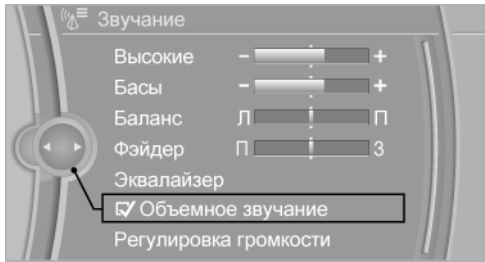 Звучание
Высокие - +
Басы - +
Баланс Л П
Фэйдер П З
Эквалайзер
Объемное звучание
Регулировка громкости